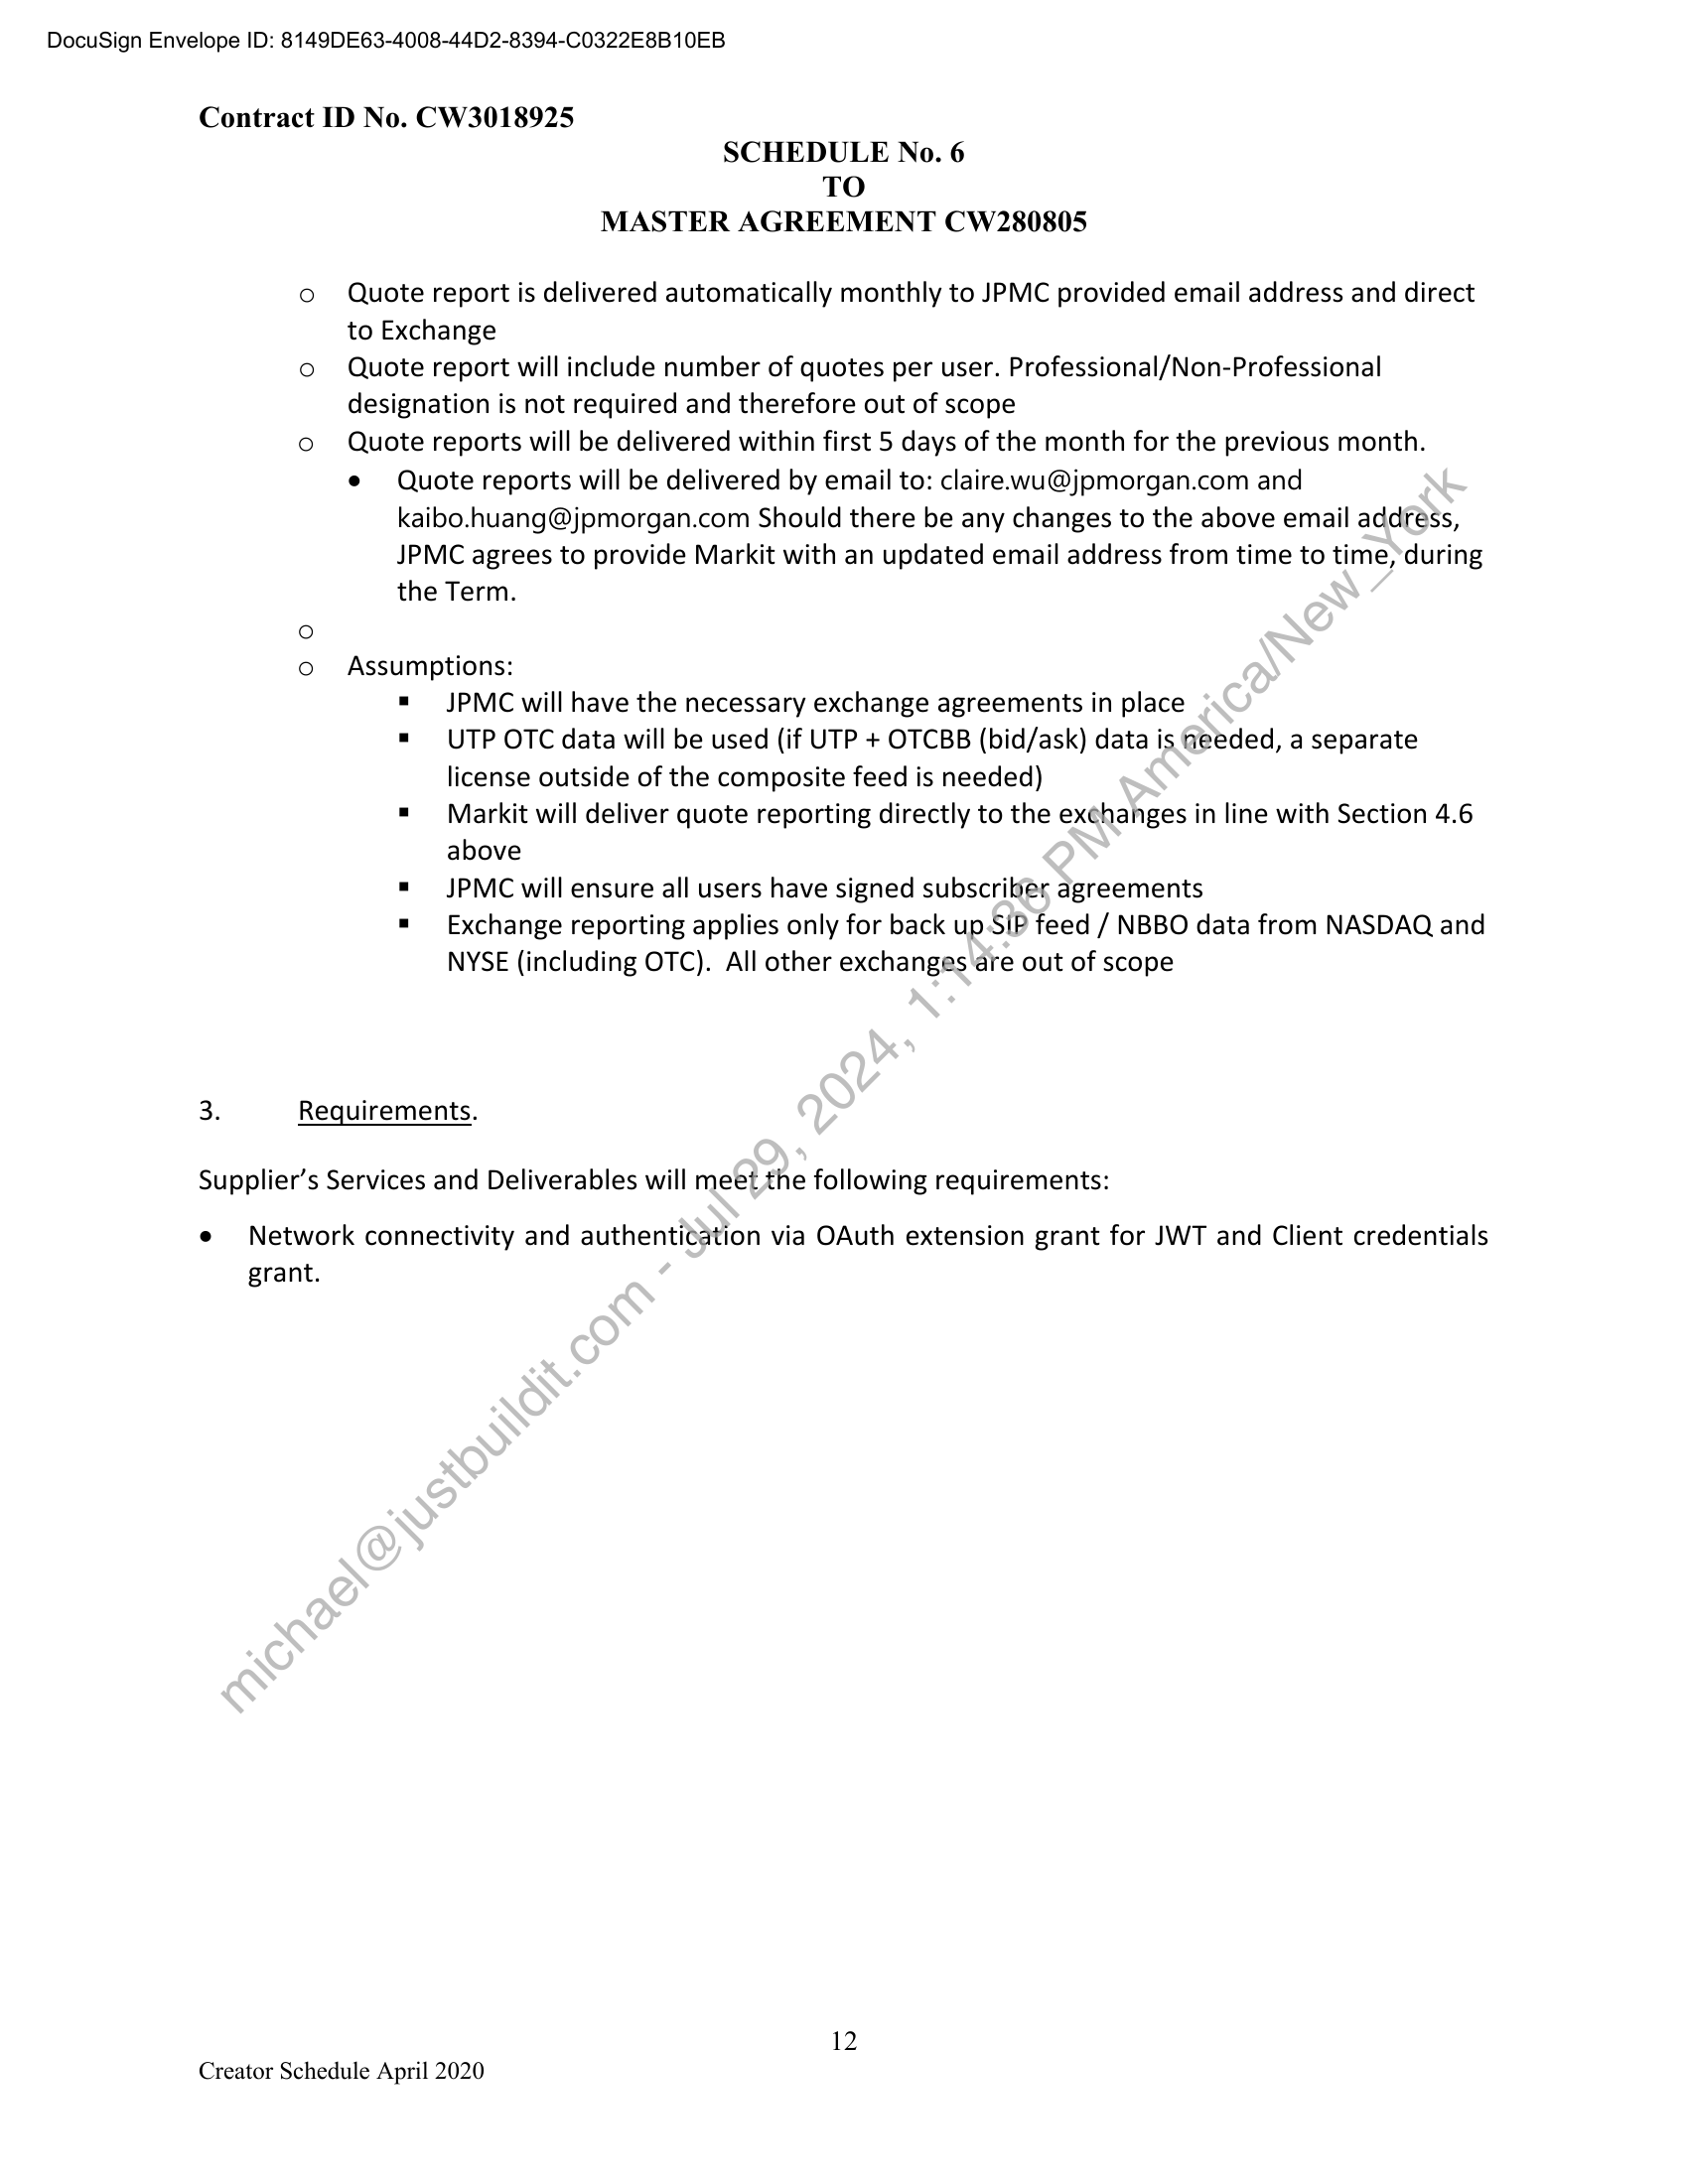 DocuSign Envelope ID: 8149DE63-4008-44D2-8394-C0322E8B10EB
Contract ID No. CW3018925
SCHEDULE No. 6
TO
MASTER AGREEMENT CW280805
o Quote report is delivered automatically monthly to JPMC provided email address and direct
to Exchange
o Quote report will include number of quotes per user. Professional/Non-Professional
designation is not required and therefore out of scope
o Quote reports will be delivered within first 5 days of the month for the previous month.
• Quote reports will be delivered by email to: claire.wu@jpmorgan.com and
kaibo.huang@jpmorgan.com Should there be any changes to the above email address,
JPMC agrees to provide Markit with an updated email address from time to time, during
the Term.
o
o Assumptions:
▪ JPMC will have the necessary exchange agreements in place
▪ UTP OTC data will be used (if UTP + OTCBB (bid/ask) data is needed, a separate
license outside of the composite feed is needed)
▪ Markit will deliver quote reporting directly to the exchanges in line with Section 4.6
above
▪ JPMC will ensure all users have signed subscriber agreements
▪ Exchange reporting applies only for back up SIP feed / NBBO data from NASDAQ and
NYSE (including OTC). All other exchanges are out of scope
3. Requirements.
Supplier’s Services and Deliverables will meet the following requirements:
• Network connectivity and authentication via OAuth extension grant for JWT and Client credentials
grant.
michael@justbuildit.com - Jul 29, 2024, 1:14:36 PM America/New_York
12
Creator Schedule April 2020